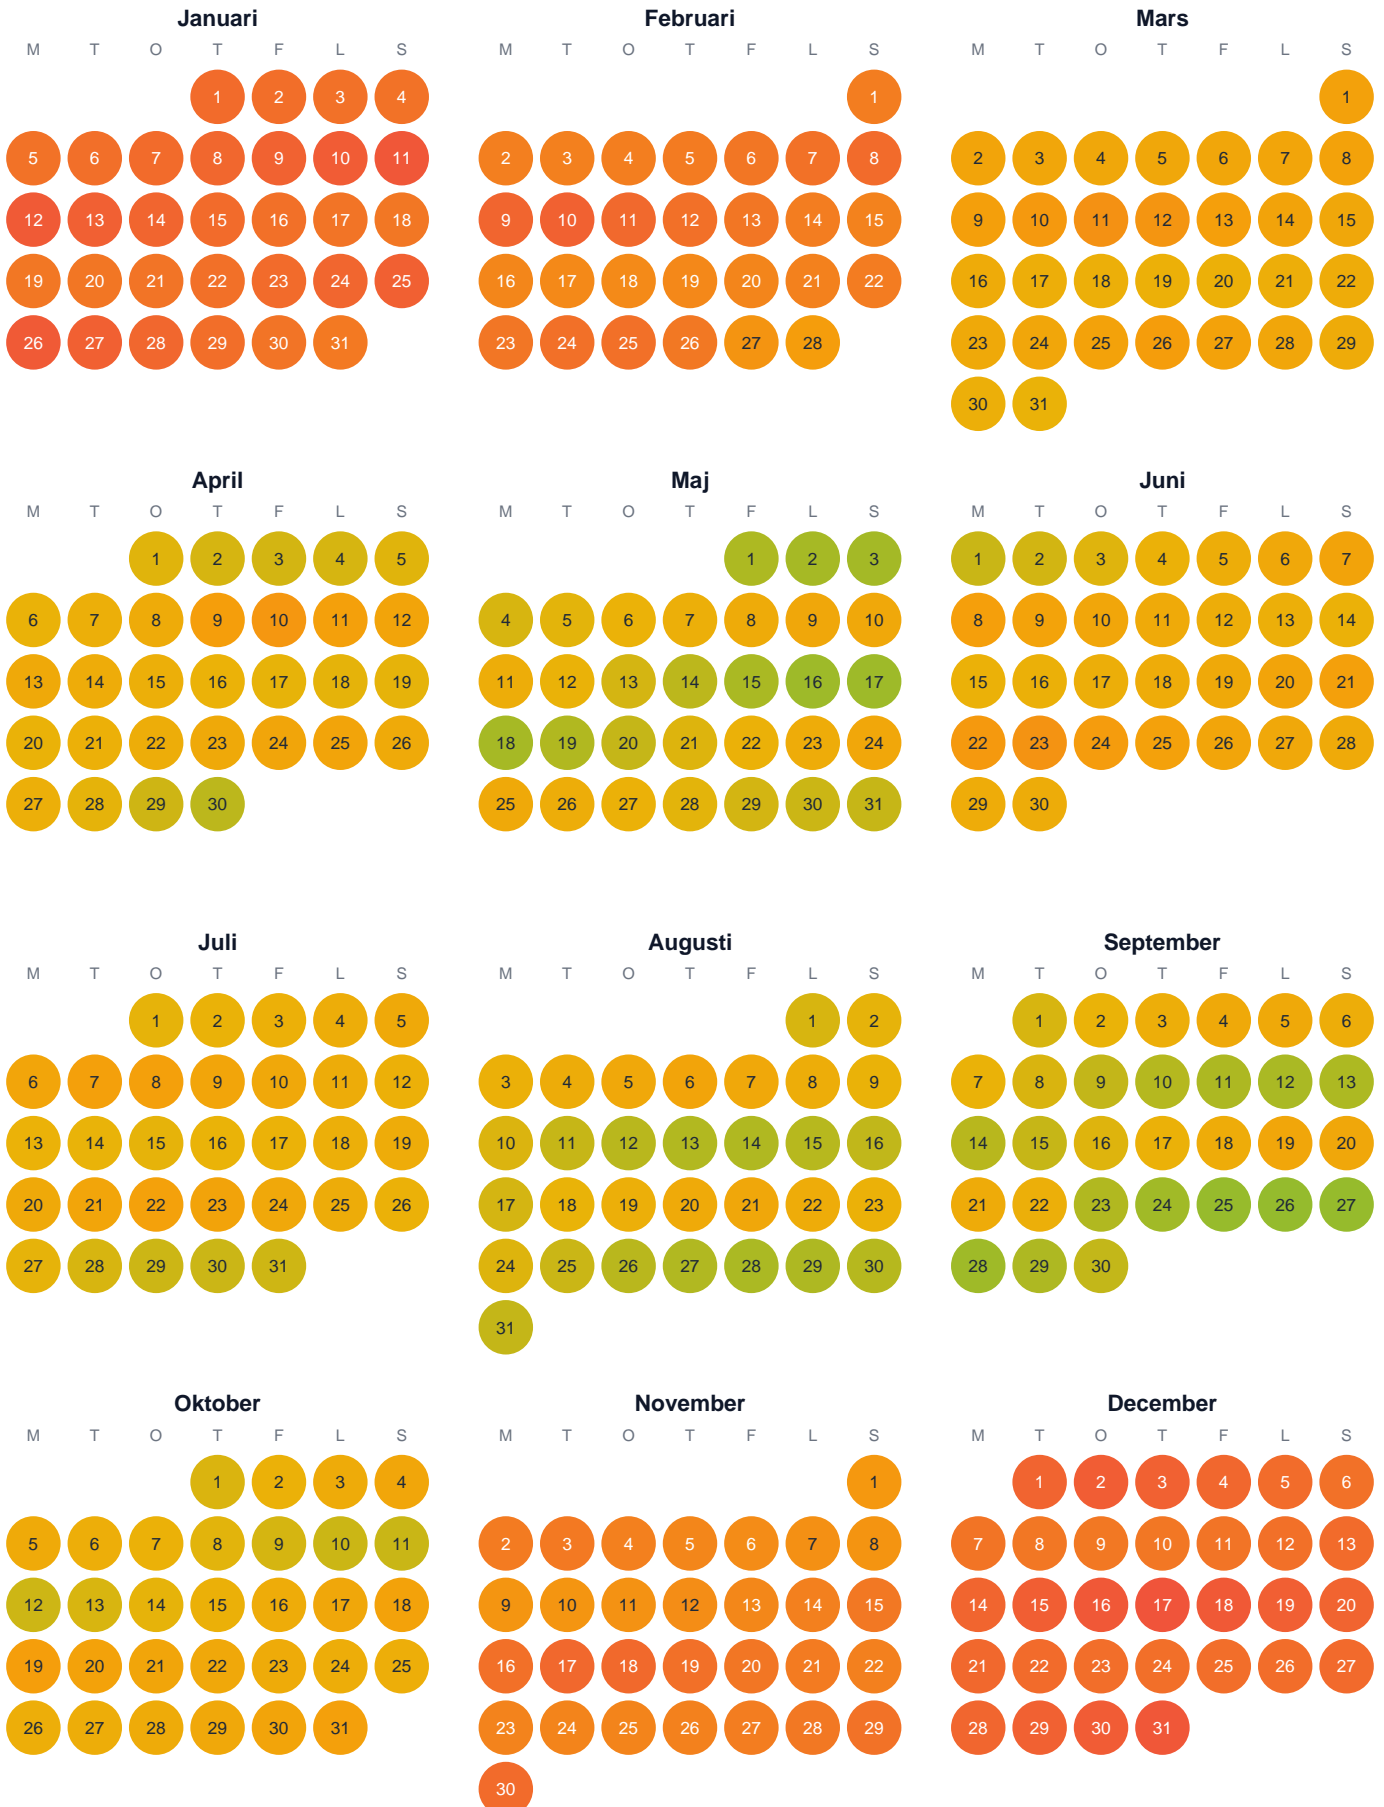 Januari Februari Mars
M T O T F L S M T O T F L S M T O T F L S
1 2 3 4 1 1
5 6 7 8 9 10 11 2 3 4 5 6 7 8 2 3 4 5 6 7 8
12 13 14 15 16 17 18 9 10 11 12 13 14 15 9 10 11 12 13 14 15
19 20 21 22 23 24 25 16 17 18 19 20 21 22 16 17 18 19 20 21 22
26 27 28 29 30 31 23 24 25 26 27 28 23 24 25 26 27 28 29
30 31
April Maj Juni
M T O T F L S M T O T F L S M T O T F L S
1 2 3 4 5 1 2 3 1 2 3 4 5 6 7
6 7 8 9 10 11 12 4 5 6 7 8 9 10 8 9 10 11 12 13 14
13 14 15 16 17 18 19 11 12 13 14 15 16 17 15 16 17 18 19 20 21
20 21 22 23 24 25 26 18 19 20 21 22 23 24 22 23 24 25 26 27 28
27 28 29 30 25 26 27 28 29 30 31 29 30
Juli Augusti September
M T O T F L S M T O T F L S M T O T F L S
1 2 3 4 5 1 2 1 2 3 4 5 6
6 7 8 9 10 11 12 3 4 5 6 7 8 9 7 8 9 10 11 12 13
13 14 15 16 17 18 19 10 11 12 13 14 15 16 14 15 16 17 18 19 20
20 21 22 23 24 25 26 17 18 19 20 21 22 23 21 22 23 24 25 26 27
27 28 29 30 31 24 25 26 27 28 29 30 28 29 30
31
Oktober November December
M T O T F L S M T O T F L S M T O T F L S
1 2 3 4 1 1 2 3 4 5 6
5 6 7 8 9 10 11 2 3 4 5 6 7 8 7 8 9 10 11 12 13
12 13 14 15 16 17 18 9 10 11 12 13 14 15 14 15 16 17 18 19 20
19 20 21 22 23 24 25 16 17 18 19 20 21 22 21 22 23 24 25 26 27
26 27 28 29 30 31 23 24 25 26 27 28 29 28 29 30 31
30